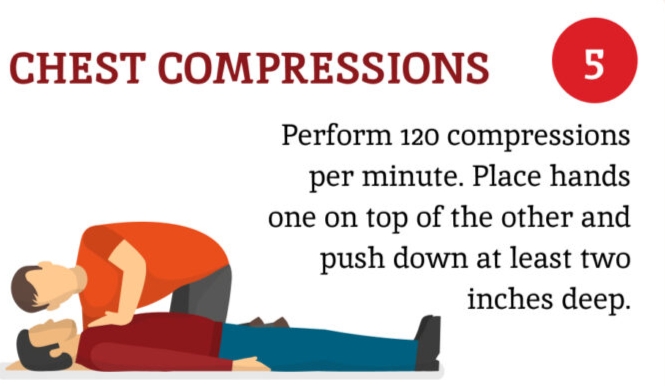 CHEST COMPRESSIONS
5
Perform 120 compressions
per minute. Place hands
one on top of the other and
push down at least two
inches deep.